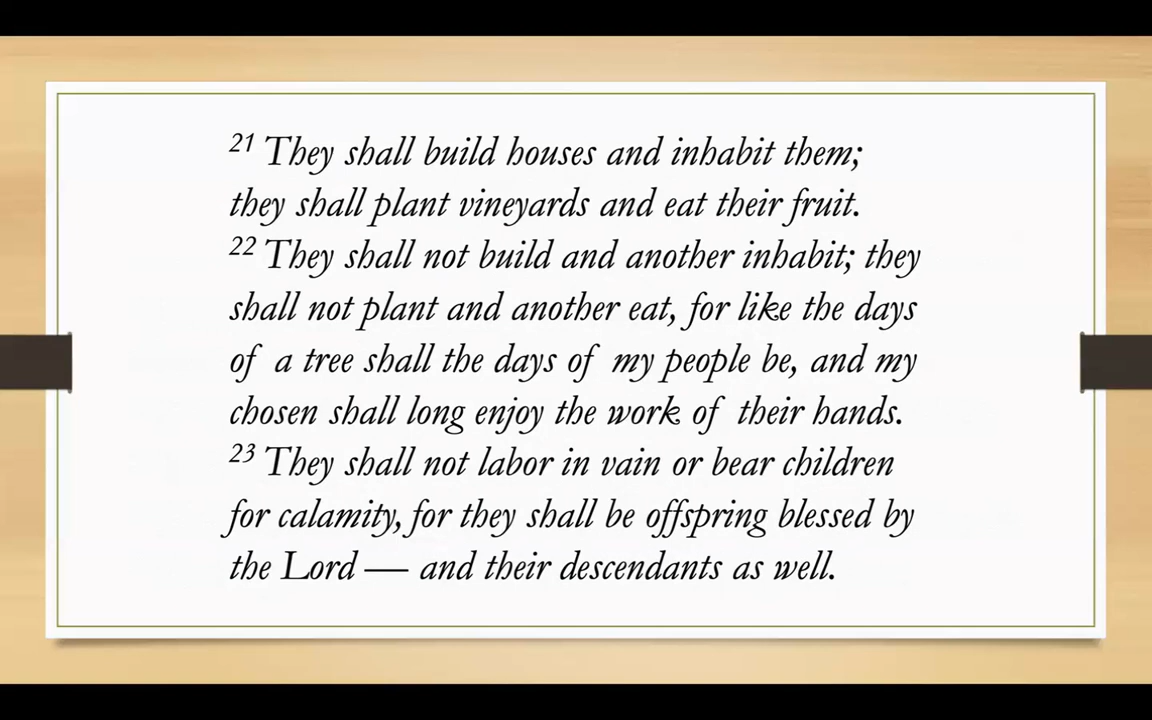 21 They shall build houses and inhabit them;
they shall plant vineyards and eat their fruit.
22 They shall not build and another inhabit; they
shall not plant and another eat, for like the days
of a tree shall the days of my people be, and my
chosen shall long enjoy the work of their hands.
23 They shall not labor in vain or bear children
for calamity, for they shall be offspring blessed by
the Lord — and their descendants as well.